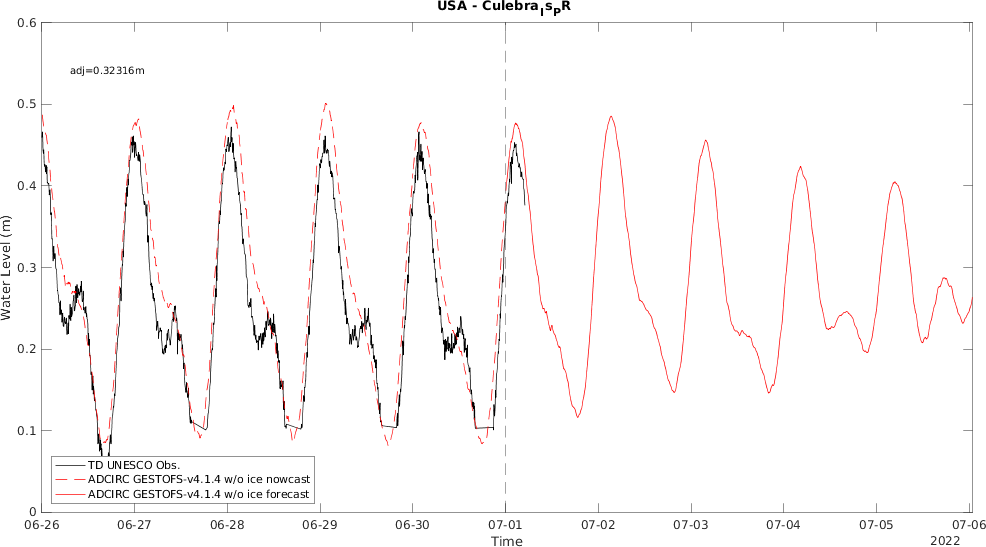 USA - Culebra_Is_PR
adj=0.32316m
0.6
0.5
0.4
0.3
0.2
0.1
0
Water Level (m)
TD UNESCO Obs.
ADCIRC GESTOFS-v4.1.4 w/o ice nowcast
ADCIRC GESTOFS-v4.1.4 w/o ice forecast
06-26 06-27 06-28 06-29 06-30 07-01 07-02 07-03 07-04 07-05 07-06
Time
2022